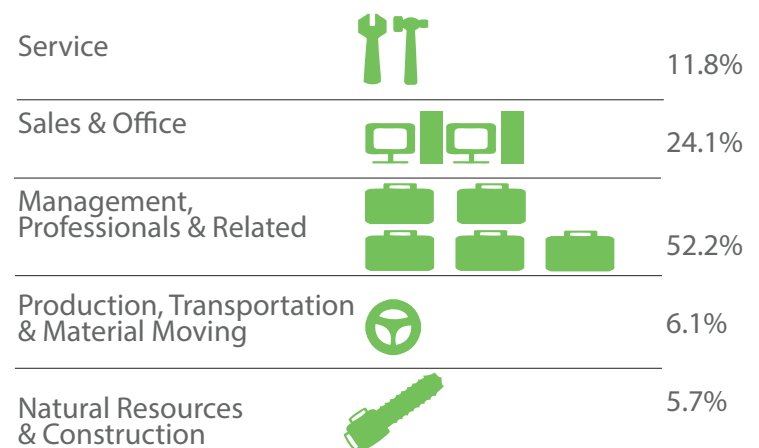 Service
11.8%
Sales & Office
24.1%
Management,
Professionals & Related
52.2%
Production, Transportation
& Material Moving
6.1%
Natural Resources
& Construction
5.7%